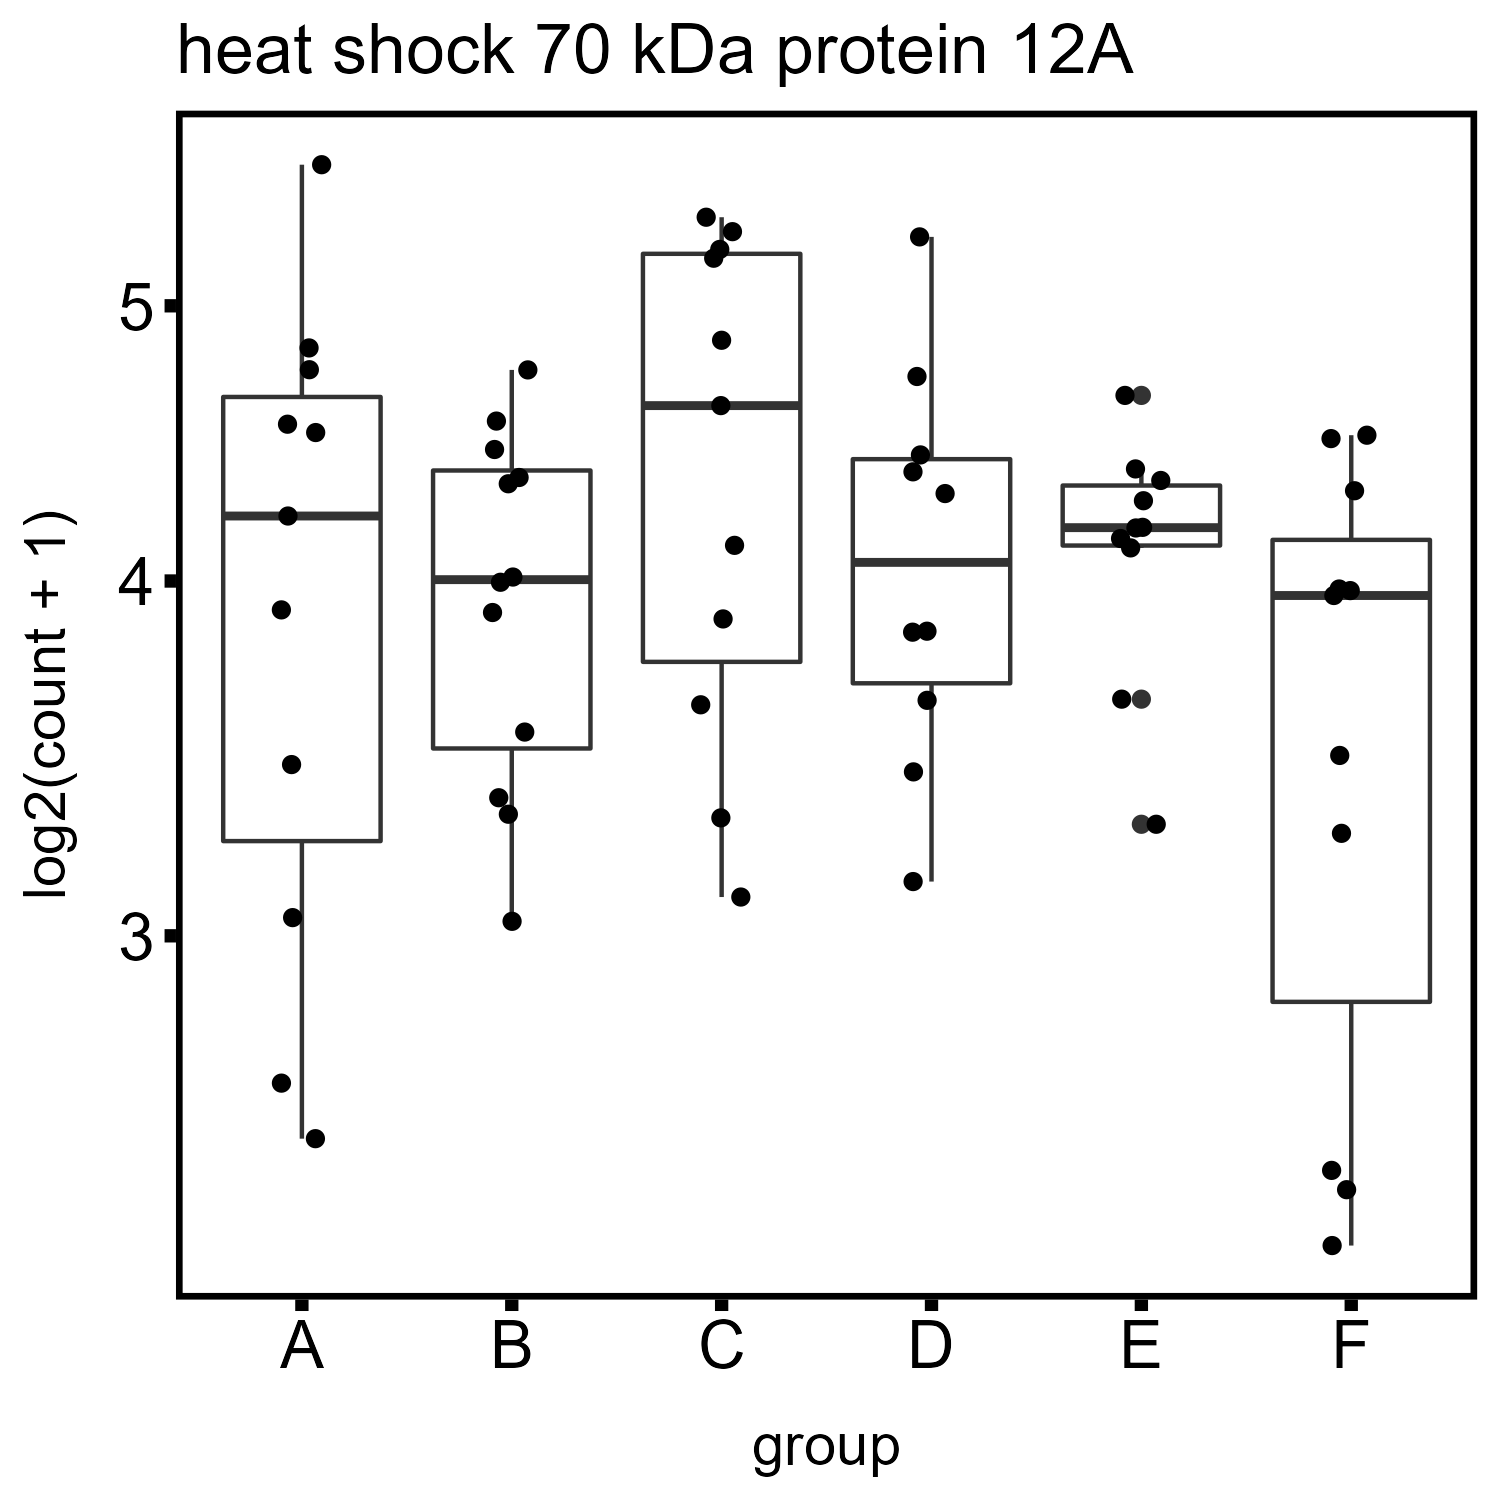 heat shock 70 kDa protein 12A
log2(count + 1)
5
4
3
A B C D E F
group